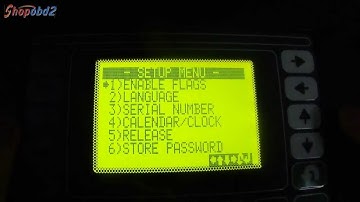 Shopobd2
- SETUP MENU -
1)ENABLE FLAGS
2)LANGUAGE
3)SERIAL NUMBER
4)CALENDAR/CLOCK
5)RELEASE
6)STORE PASSWORD